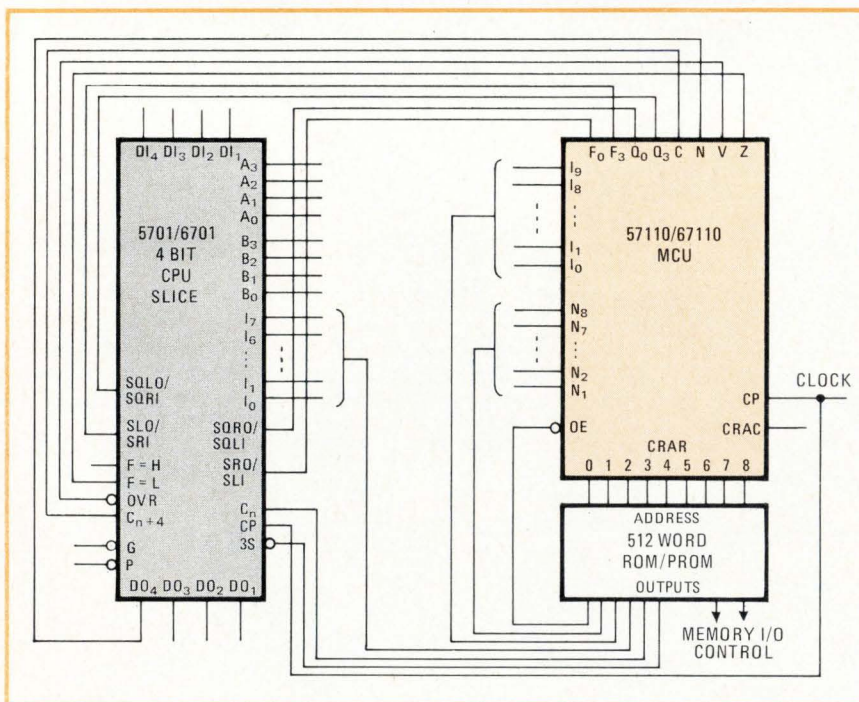 DI4 DI3 DI2 DI1
5701/6701
4 BIT
CPU
SLICE
A3
A2
A1
A0
B3
B2
B1
B0
I7
I6
I1
I0
SQLO/
SQRI
SLO/
SRI
F = H
F = L
OVR
Cn+4
G
P
SQRO/
SQLI
SRO/
SLI
Cn
CP
3S
DO4 DO3 DO2 DO1
F0 F3 Q0 Q3 C N V Z
57110/67110
MCU
I9
I8
I1
I0
N8
N7
N2
N1
OE
CP
CRAC
CRAR
0 1 2 3 4 5 6 7 8
CLOCK
ADDRESS
512 WORD
ROM/PROM
OUTPUTS
MEMORY I/O
CONTROL